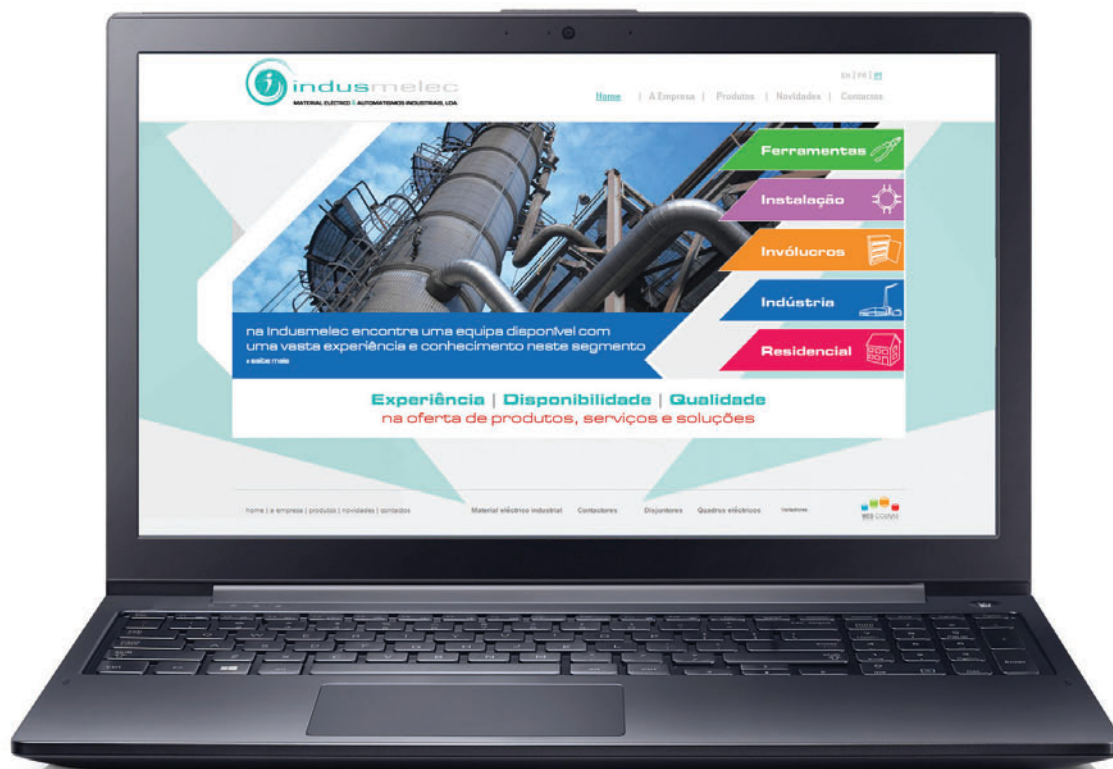 indusmelec
MATERIAL ELÉCTRICO & AUTOMATISMOS INDUSTRIAIS, LDA
EN | FR | PT
Home | A Empresa | Produtos | Novidades | Contactos
Ferramentas
Instalação
Invólucros
Indústria
Residencial
na Indusmelec encontra uma equipa disponível com
uma vasta experiência e conhecimento neste segmento
» saiba mais
Experiência | Disponibilidade | Qualidade
na oferta de produtos, serviços e soluções
home | a empresa | produtos | novidades | contactos
Material eléctrico industrial Contactores Disjuntores Quadros eléctricos